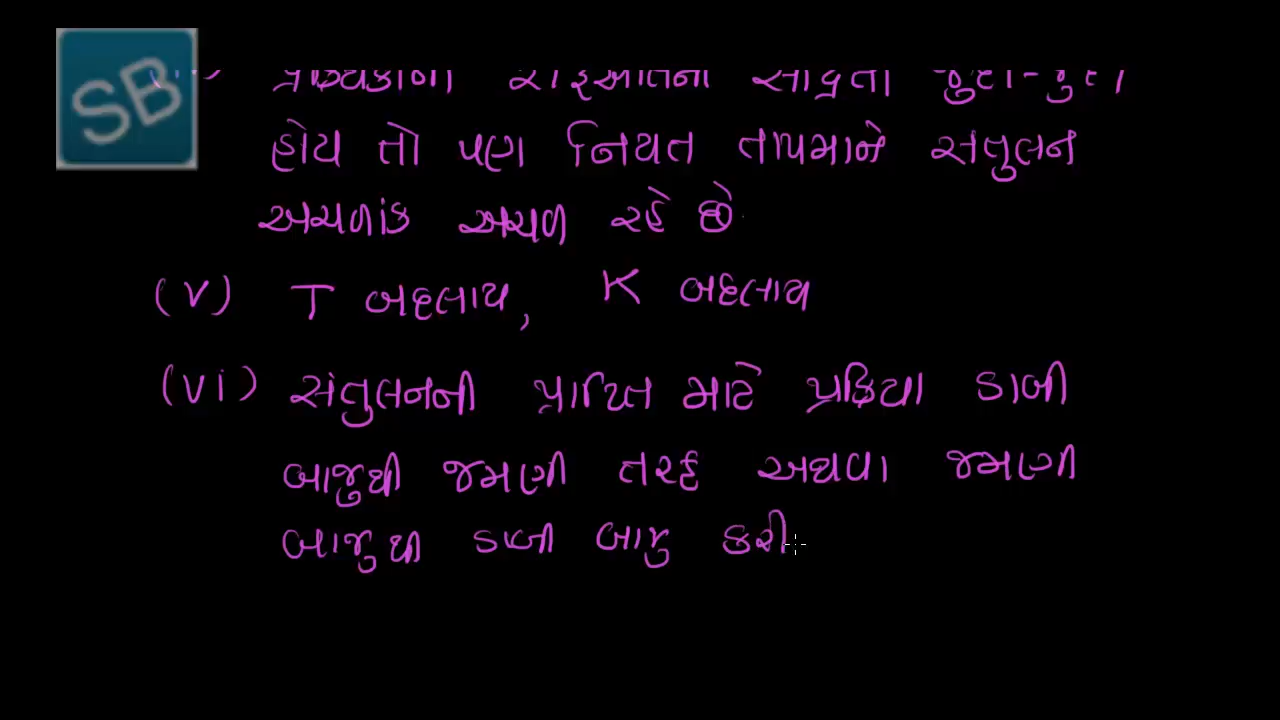 SB
પ્રક્રિયકોની શરૂઆતની સાંદ્રતા જુદી-જુદી
હોય તો પણ નિયત તાપમાને સંતુલન
અચળાંક અચળ રહે છે.
(V) T બદલાય, K બદલાય
(vi) સંતુલનની પ્રાપ્તિ માટે પ્રક્રિયા ડાબી
બાજુથી જમણી તરફ અથવા જમણી
બાજુથી ડાબી બાજુ કરી